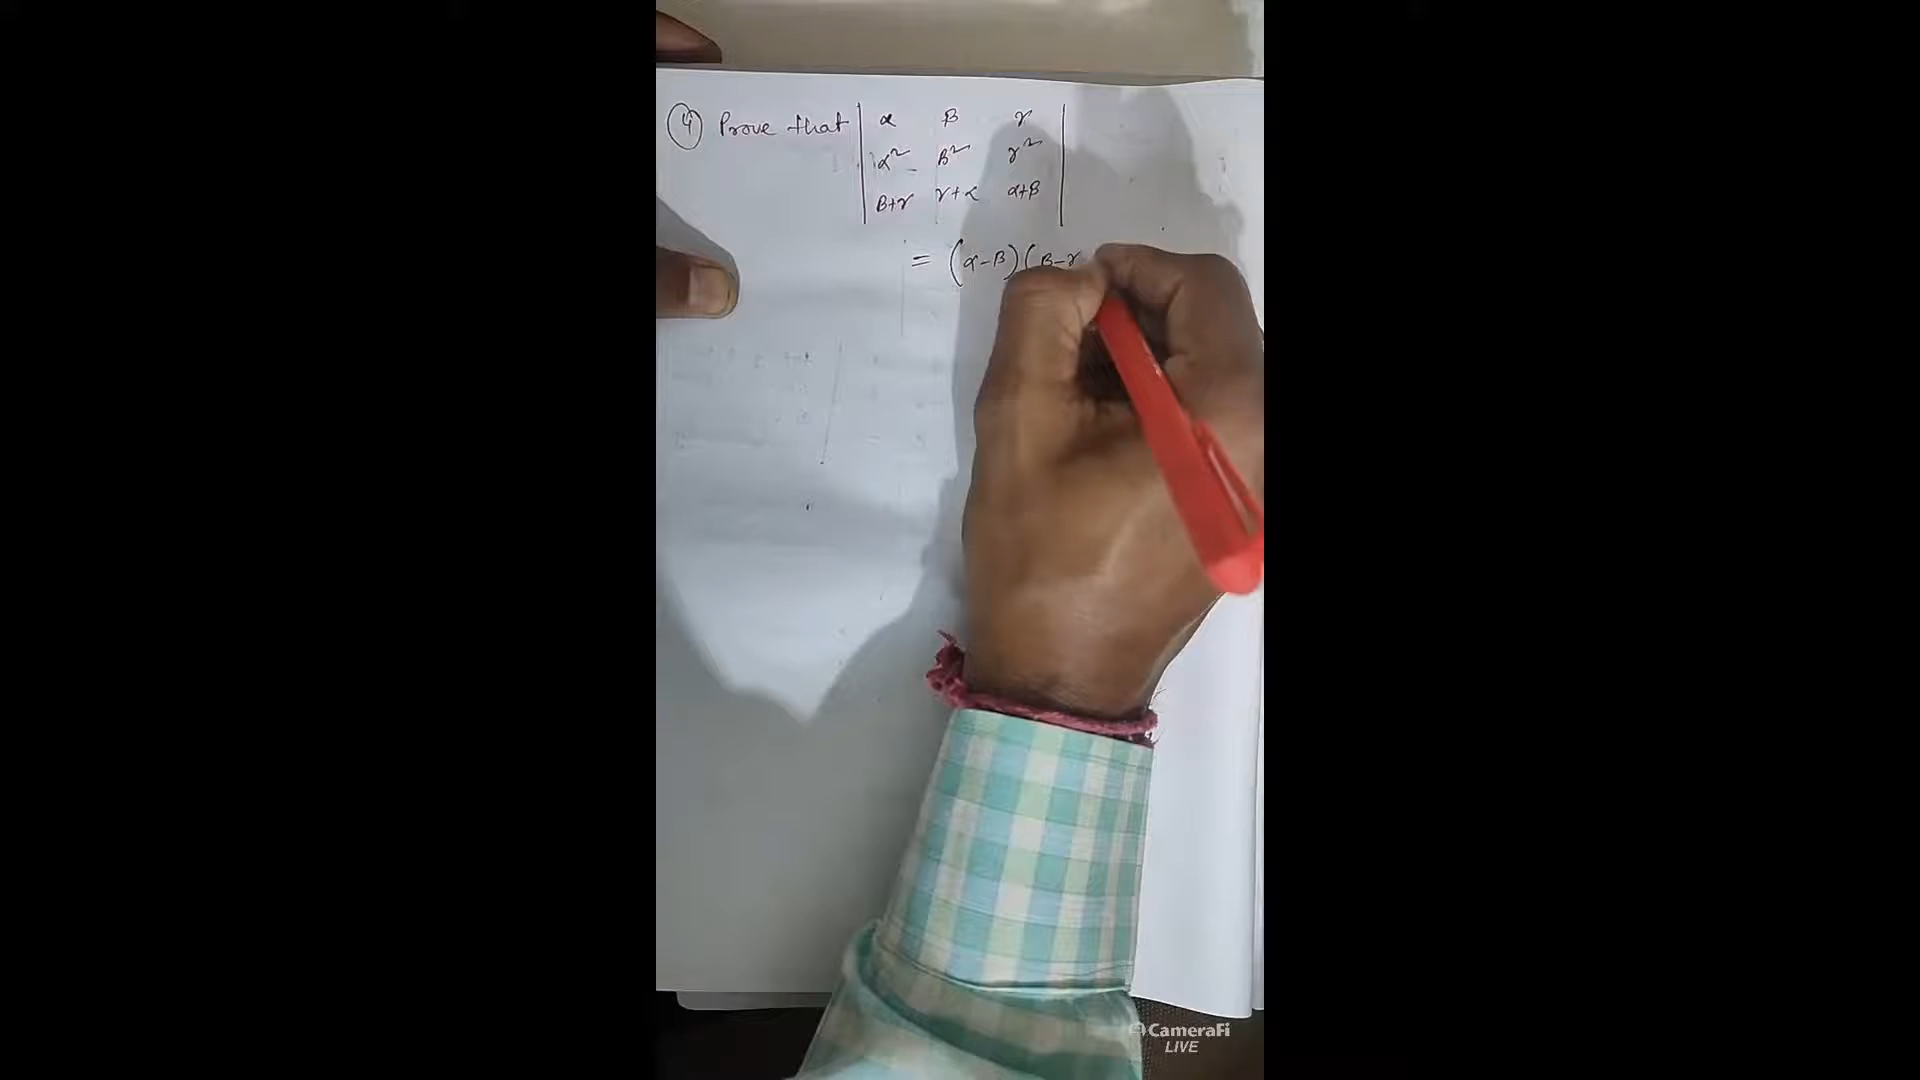 ④ Prove that | α β γ |
| α² β² γ² |
| β+γ γ+α α+β |
= (α-β)(β-γ
CameraFi
LIVE